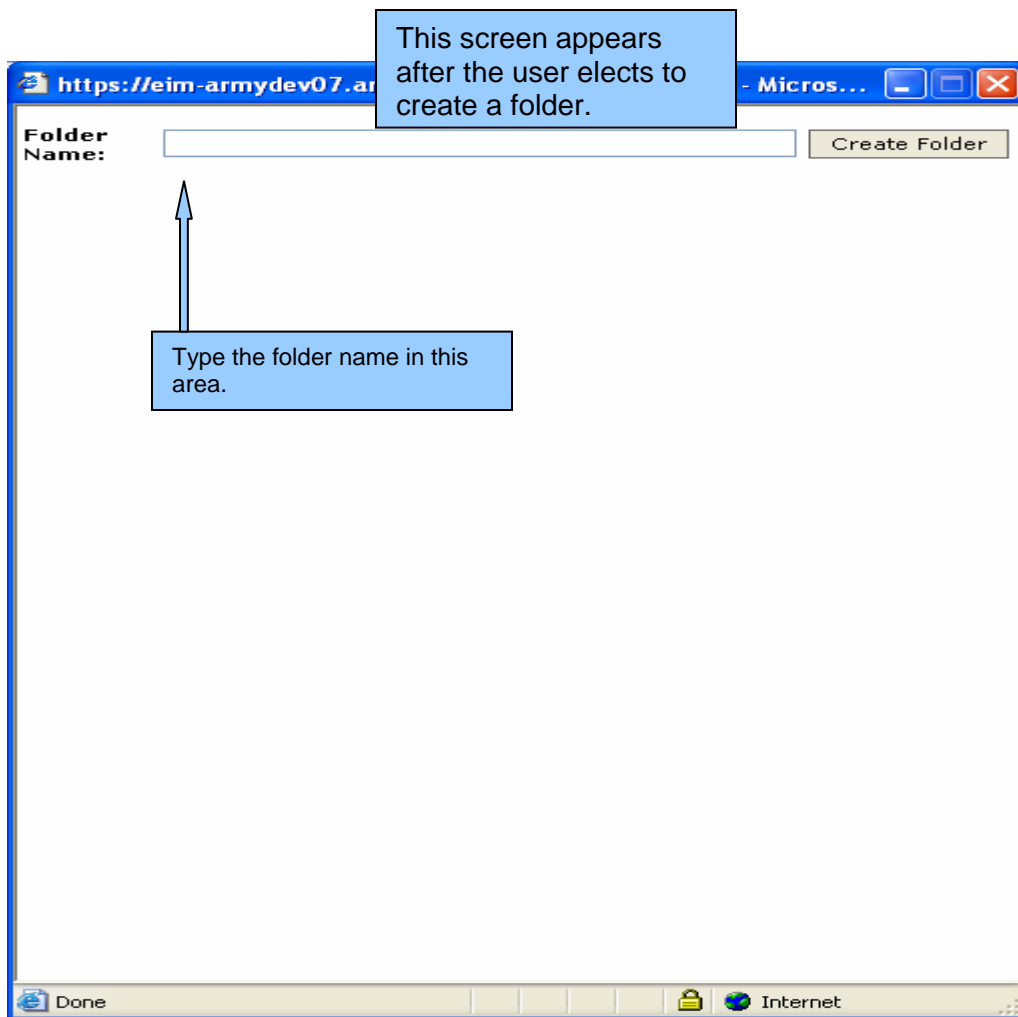 This screen appears
after the user elects to
create a folder.
https://eim-armydev07.ar - Micros...
Folder
Name:
Create Folder
Type the folder name in this
area.
Done
Internet